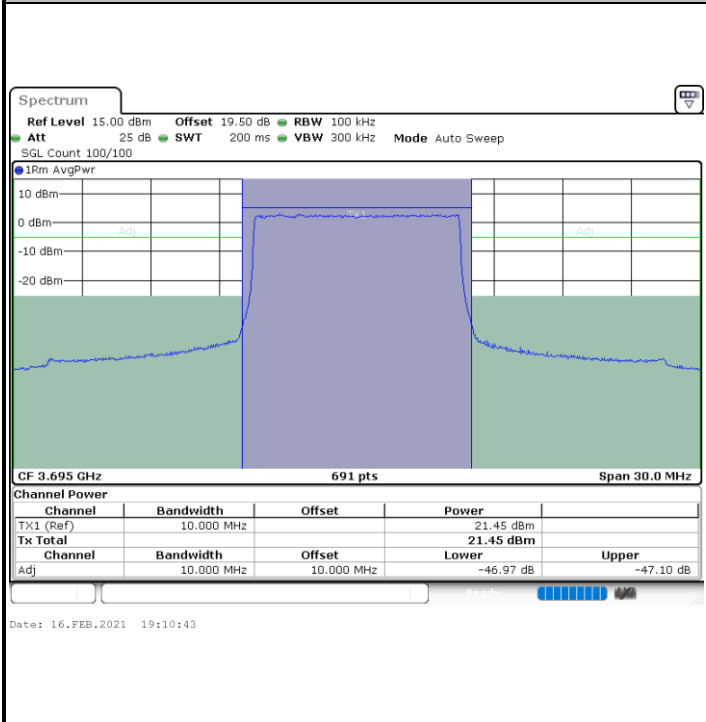 Spectrum
Ref Level 15.00 dBm Offset 19.50 dB RBW 100 kHz
Att 25 dB SWT 200 ms VBW 300 kHz Mode Auto Sweep
SGL Count 100/100
1Rm AvgPwr
10 dBm
0 dBm
TX1
Adj Adj
-10 dBm
-20 dBm
CF 3.695 GHz 691 pts Span 30.0 MHz
Channel Power
Channel Bandwidth Offset Power
TX1 (Ref) 10.000 MHz 21.45 dBm
Tx Total 21.45 dBm
Channel Bandwidth Offset Lower Upper
Adj 10.000 MHz 10.000 MHz -46.97 dB -47.10 dB
Ready
Date: 16.FEB.2021 19:10:43